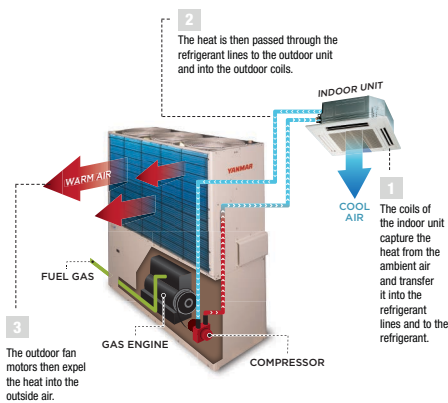 2
The heat is then passed through the
refrigerant lines to the outdoor unit
and into the outdoor coils.
INDOOR UNIT
YANMAR
WARM AIR
COOL
AIR
1
The coils of
the indoor unit
capture the
heat from the
ambient air
and transfer
it into the
refrigerant
lines and to the
refrigerant.
FUEL GAS
GAS ENGINE
COMPRESSOR
3
The outdoor fan
motors then expel
the heat into the
outside air.